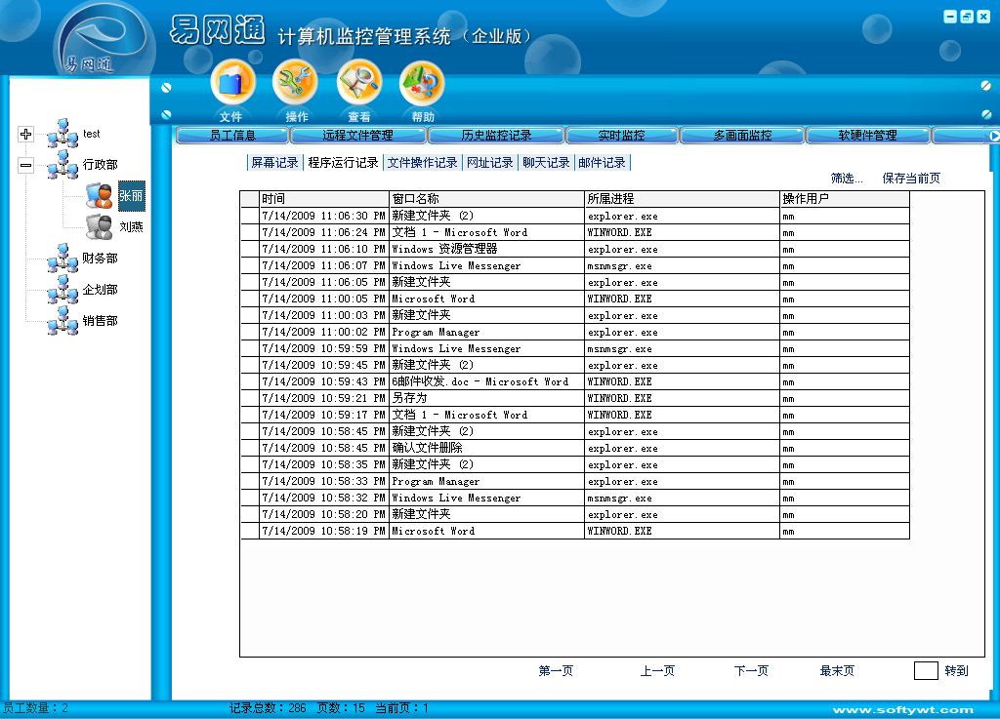 易网通
易网通 计算机监控管理系统（企业版）
文件 操作 查看 帮助
员工信息 远程文件管理 历史监控记录 实时监控 多画面监控 软硬件管理
屏幕记录 程序运行记录 文件操作记录 网址记录 聊天记录 邮件记录
筛选... 保存当前页
test
行政部
张丽
刘燕
财务部
企划部
销售部
时间 窗口名称 所属进程 操作用户
7/14/2009 11:06:30 PM 新建文件夹 (2) explorer.exe mm
7/14/2009 11:06:24 PM 文档 1 - Microsoft Word WINWORD.EXE mm
7/14/2009 11:06:10 PM Windows 资源管理器 explorer.exe mm
7/14/2009 11:06:07 PM Windows Live Messenger msnmsgr.exe mm
7/14/2009 11:06:05 PM 新建文件夹 explorer.exe mm
7/14/2009 11:00:05 PM Microsoft Word WINWORD.EXE mm
7/14/2009 11:00:03 PM 新建文件夹 explorer.exe mm
7/14/2009 11:00:02 PM Program Manager explorer.exe mm
7/14/2009 10:59:59 PM Windows Live Messenger msnmsgr.exe mm
7/14/2009 10:59:45 PM 新建文件夹 (2) explorer.exe mm
7/14/2009 10:59:43 PM 6邮件收发.doc - Microsoft Word WINWORD.EXE mm
7/14/2009 10:59:21 PM 另存为 WINWORD.EXE mm
7/14/2009 10:59:17 PM 文档 1 - Microsoft Word WINWORD.EXE mm
7/14/2009 10:58:45 PM 新建文件夹 (2) explorer.exe mm
7/14/2009 10:58:45 PM 确认文件删除 explorer.exe mm
7/14/2009 10:58:35 PM 新建文件夹 (2) explorer.exe mm
7/14/2009 10:58:33 PM Program Manager explorer.exe mm
7/14/2009 10:58:32 PM Windows Live Messenger msnmsgr.exe mm
7/14/2009 10:58:20 PM 新建文件夹 explorer.exe mm
7/14/2009 10:58:19 PM Microsoft Word WINWORD.EXE mm
第一页 上一页 下一页 最末页 转到
员工数量：2 记录总数：286 页数：15 当前页：1 www.softywt.com